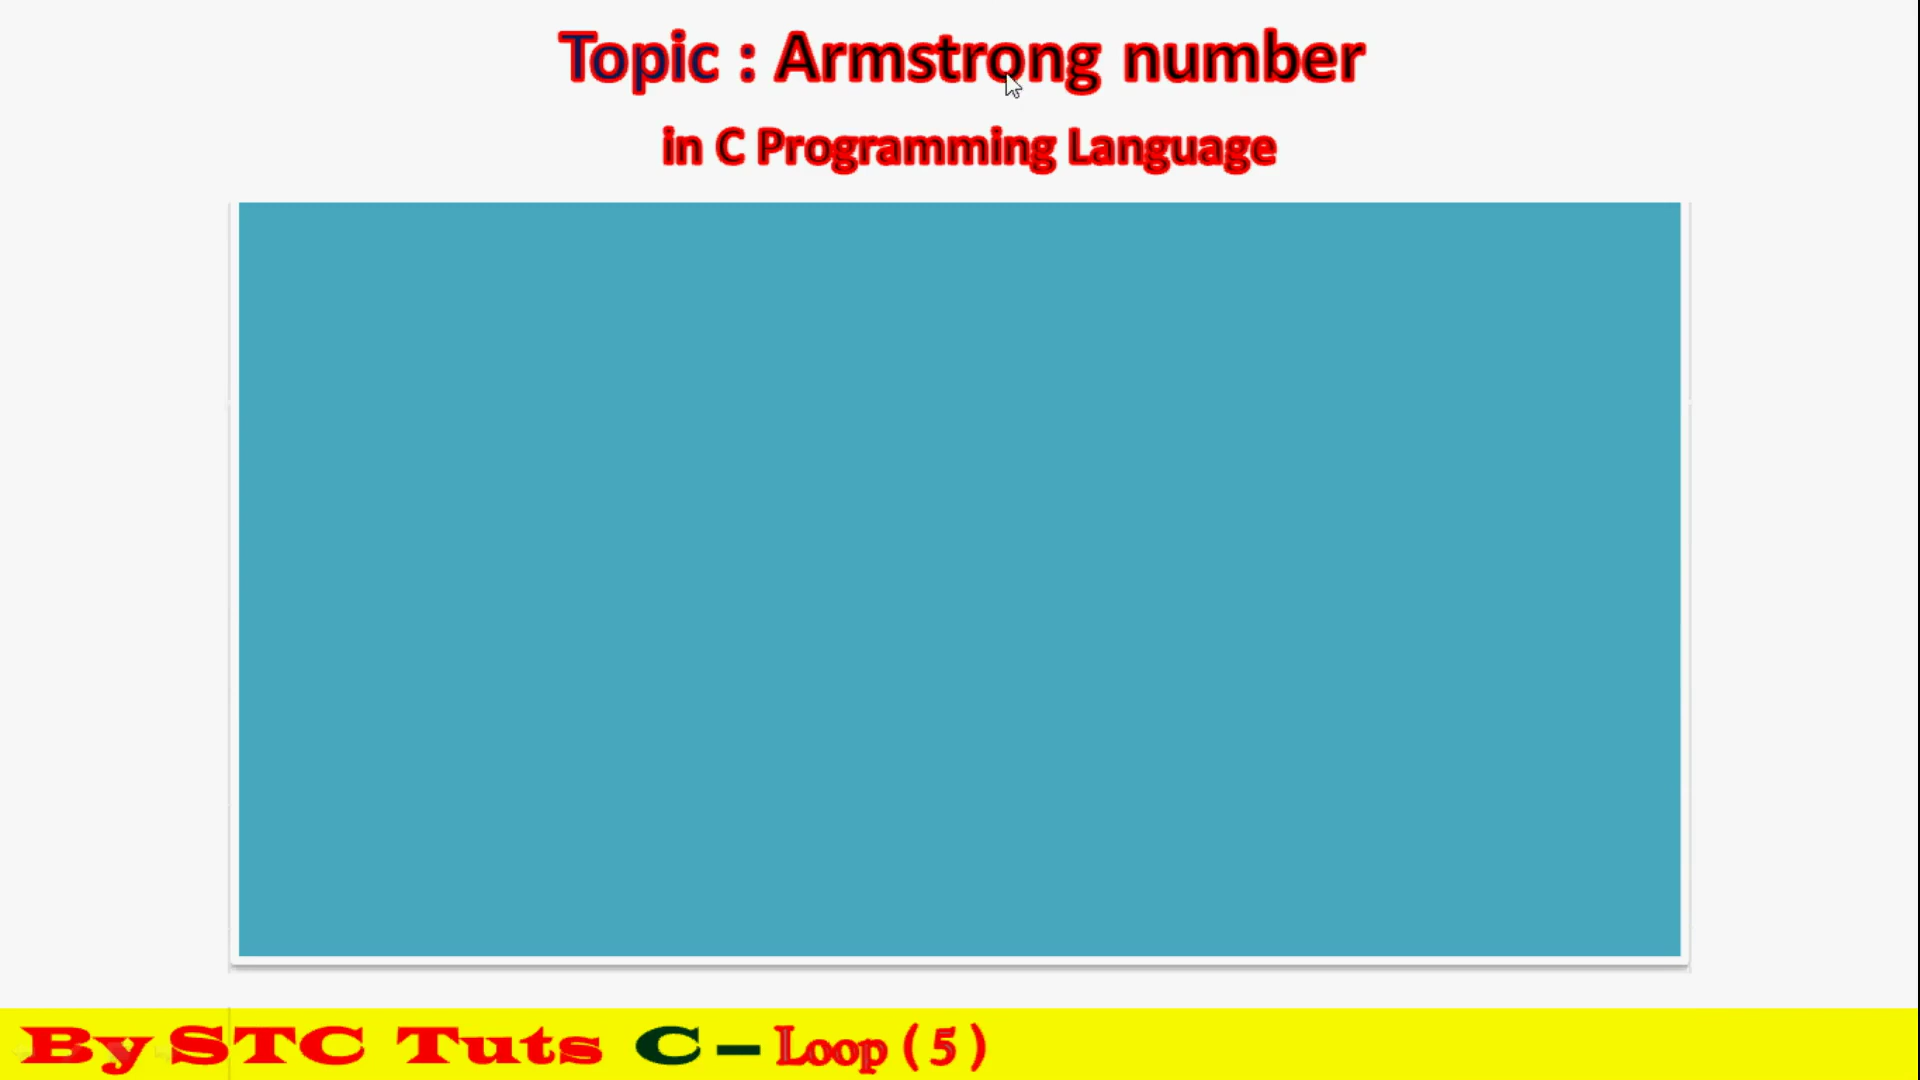 Topic : Armstrong number
in C Programming Language
By STC Tuts C – Loop ( 5 )